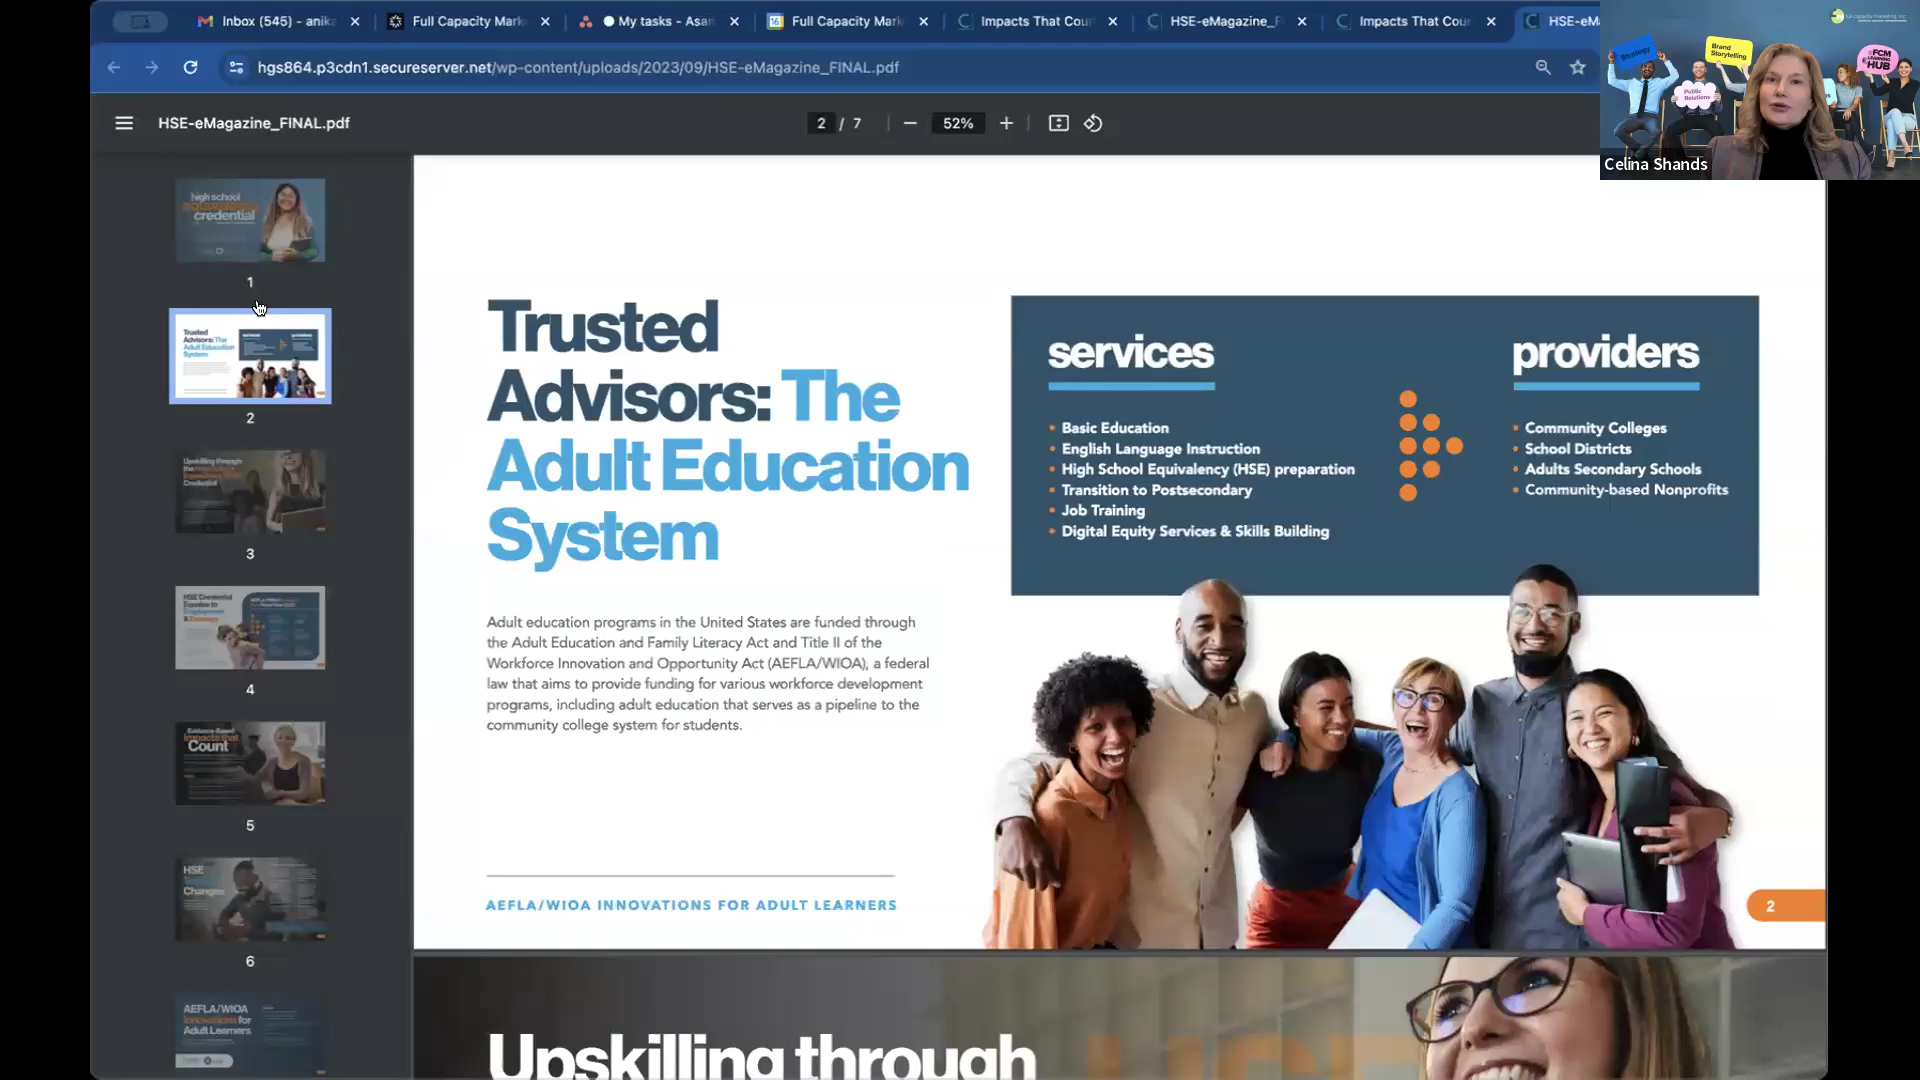 Inbox (545) - anika
Full Capacity Mark
My tasks - Asan
16
Full Capacity Mark
Impacts That Coun
HSE-eMagazine_F
Impacts That Coun
HSE-eM
hgs864.p3cdn1.secureserver.net/wp-content/uploads/2023/09/HSE-eMagazine_FINAL.pdf
HSE-eMagazine_FINAL.pdf
2 / 7
52%
Strategy
Brand
Storytelling
Public
Relations
FCM
LEARNING
HUB
Celina Shands
high school
equivalency
credential
1
Trusted
Advisors: The
Adult Education
System
2
Upskilling through
Credential
3
HSE Credential
Equates to
Employment
& Earnings
4
Evidence-Based
Impacts that
Count
5
HSE
Changes
6
AEFLA/WIOA
Innovations for
Adult Learners
Trusted
Advisors: The
Adult Education
System
Adult education programs in the United States are funded through
the Adult Education and Family Literacy Act and Title II of the
Workforce Innovation and Opportunity Act (AEFLA/WIOA), a federal
law that aims to provide funding for various workforce development
programs, including adult education that serves as a pipeline to the
community college system for students.
AEFLA/WIOA INNOVATIONS FOR ADULT LEARNERS
services
• Basic Education
• English Language Instruction
• High School Equivalency (HSE) preparation
• Transition to Postsecondary
• Job Training
• Digital Equity Services & Skills Building
providers
• Community Colleges
• School Districts
• Adults Secondary Schools
• Community-based Nonprofits
2
Upskilling through